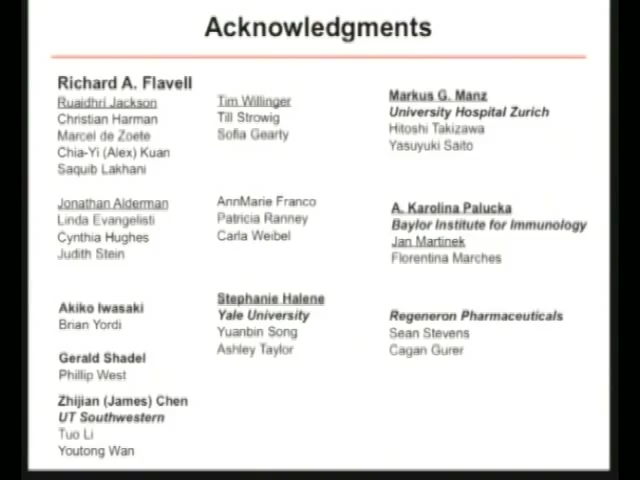 Acknowledgments
Richard A. Flavell
Ruaidhri Jackson
Christian Harman
Marcel de Zoete
Chia-Yi (Alex) Kuan
Saquib Lakhani
Jonathan Alderman
Linda Evangelisti
Cynthia Hughes
Judith Stein
Akiko Iwasaki
Brian Yordi
Gerald Shadel
Phillip West
Zhijian (James) Chen
UT Southwestern
Tuo Li
Youtong Wan
Tim Willinger
Till Strowig
Sofia Gearty
AnnMarie Franco
Patricia Ranney
Carla Weibel
Stephanie Halene
Yale University
Yuanbin Song
Ashley Taylor
Markus G. Manz
University Hospital Zurich
Hitoshi Takizawa
Yasuyuki Saito
A. Karolina Palucka
Baylor Institute for Immunology
Jan Martinek
Florentina Marches
Regeneron Pharmaceuticals
Sean Stevens
Cagan Gurer